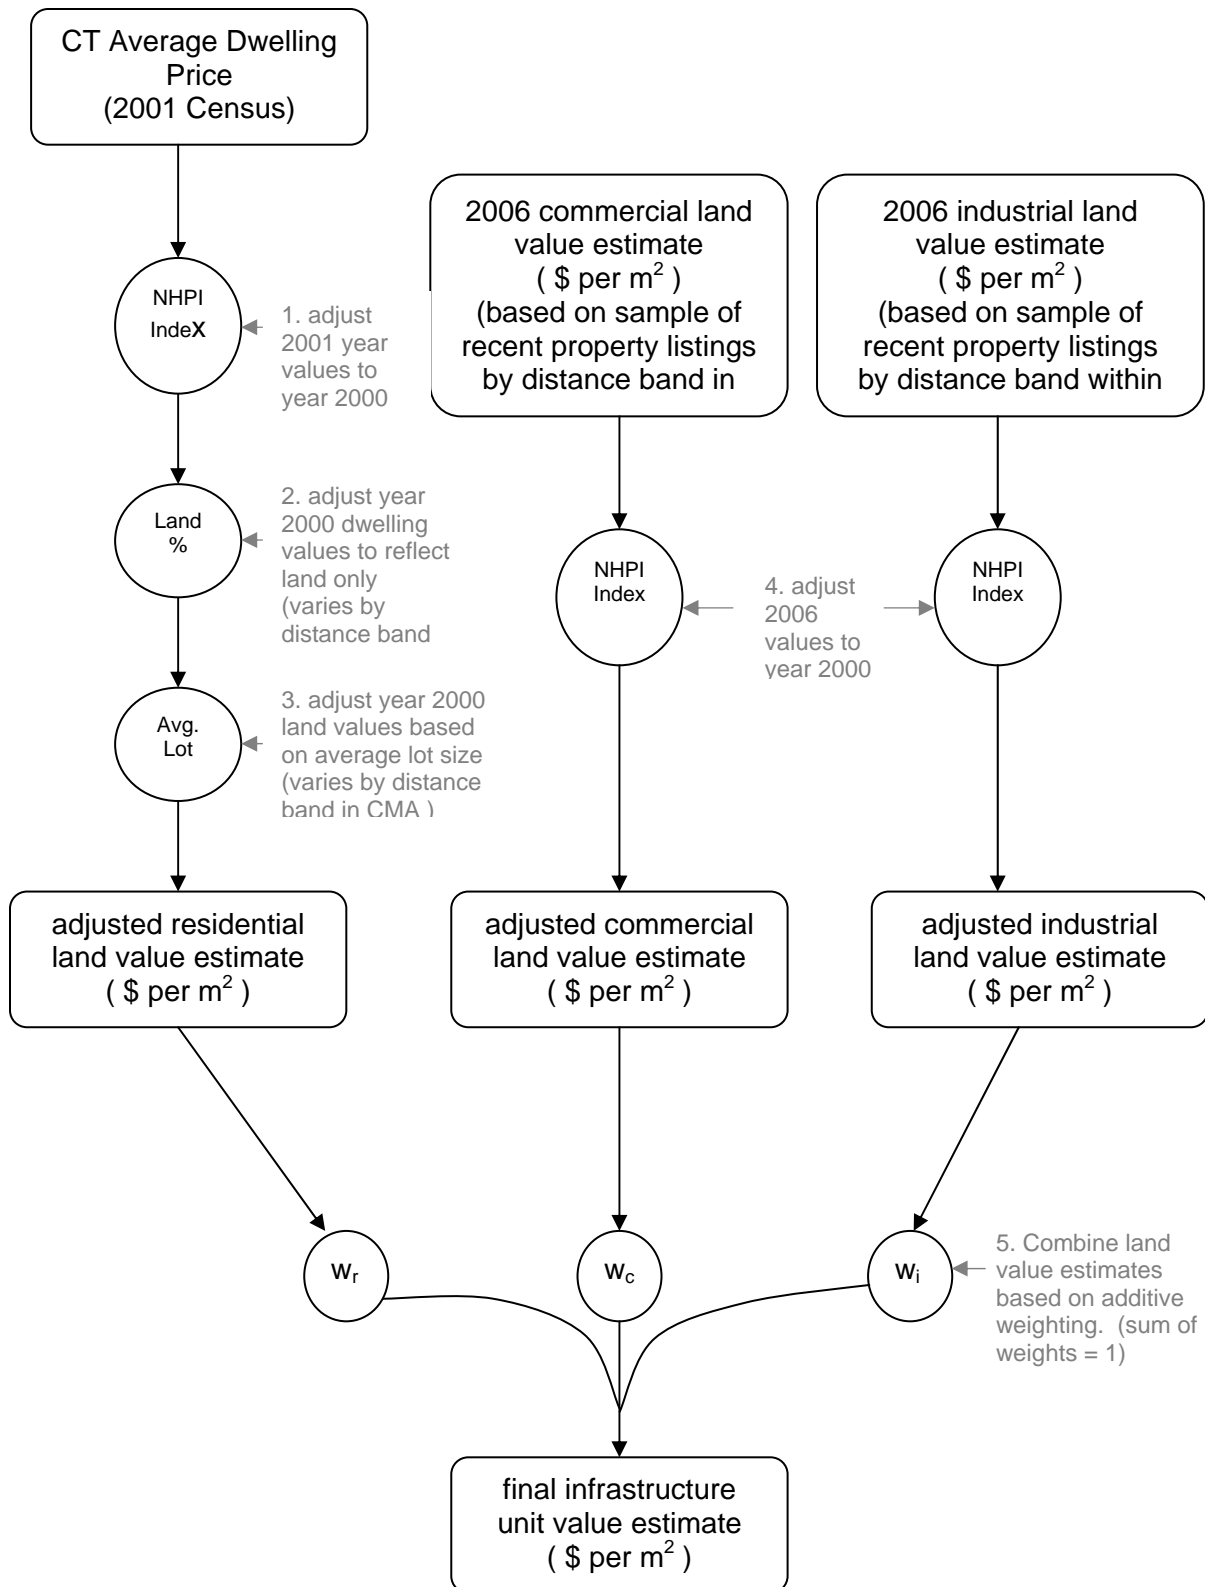 CT Average Dwelling
Price
(2001 Census)
2006 commercial land
value estimate
( $ per m² )
(based on sample of
recent property listings
by distance band in
2006 industrial land
value estimate
( $ per m² )
(based on sample of
recent property listings
by distance band within
NHPI
IndeX
1. adjust
2001 year
values to
year 2000
Land
%
2. adjust year
2000 dwelling
values to reflect
land only
(varies by
distance band
NHPI
Index
4. adjust
2006
values to
year 2000
NHPI
Index
Avg.
Lot
3. adjust year 2000
land values based
on average lot size
(varies by distance
band in CMA )
adjusted residential
land value estimate
( $ per m² )
adjusted commercial
land value estimate
( $ per m² )
adjusted industrial
land value estimate
( $ per m² )
wr
wc
wi
5. Combine land
value estimates
based on additive
weighting. (sum of
weights = 1)
final infrastructure
unit value estimate
( $ per m² )